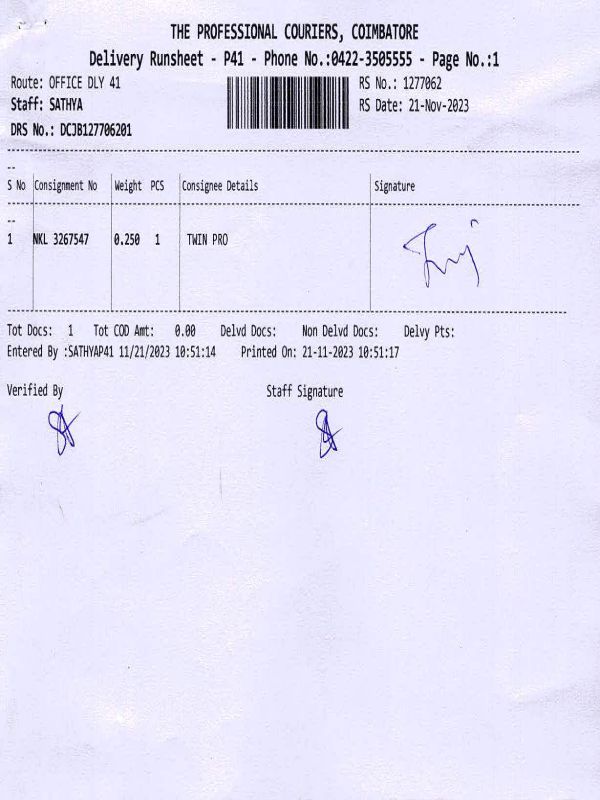 THE PROFESSIONAL COURIERS, COIMBATORE
Delivery Runsheet - P41 - Phone No.:0422-3505555 - Page No.:1
Route: OFFICE DLY 41 RS No.: 1277062
Staff: SATHYA RS Date: 21-Nov-2023
DRS No.: DCJB127706201
S No Consignment No Weight PCS Consignee Details Signature
1 NKL 3267547 0.250 1 TWIN PRO
Tot Docs: 1 Tot COD Amt: 0.00 Delvd Docs: Non Delvd Docs: Delvy Pts:
Entered By :SATHYAP41 11/21/2023 10:51:14 Printed On: 21-11-2023 10:51:17
Verified By Staff Signature